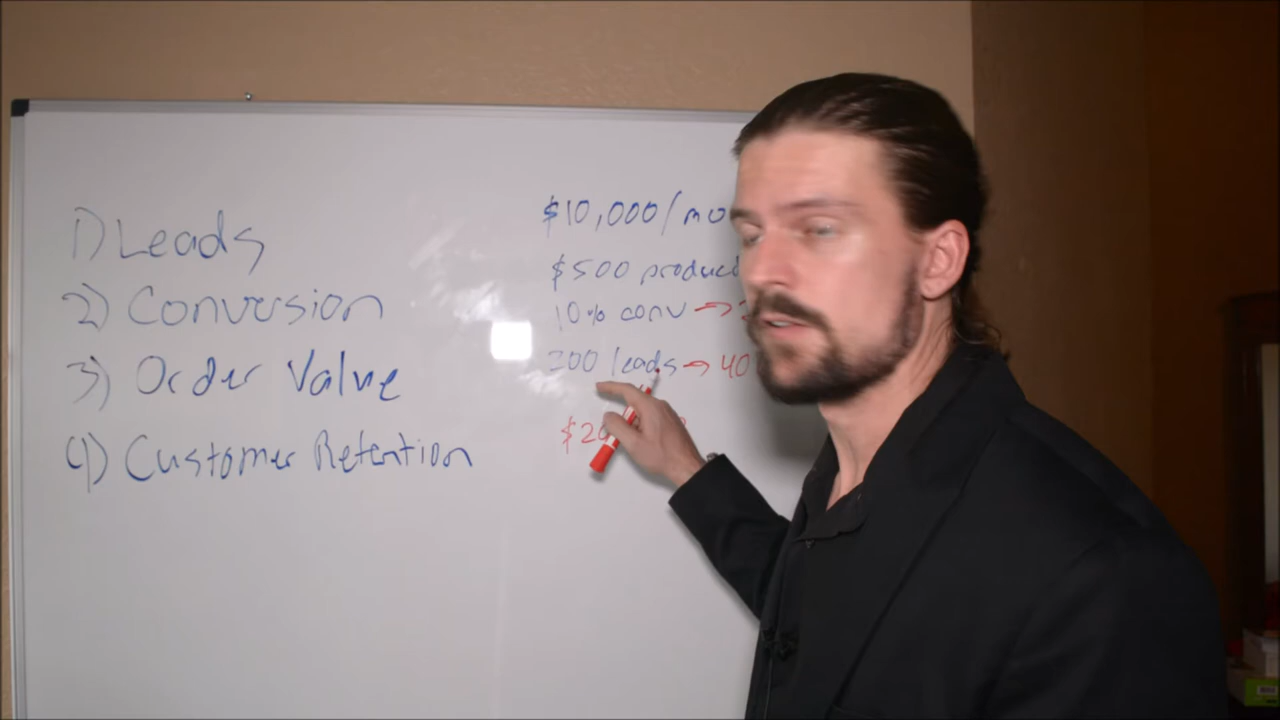 1) Leads
2) Conversion
3) Order Value
4) Customer Retention
$10,000/mo
$500 product
10% conv →
200 leads → 40
$20